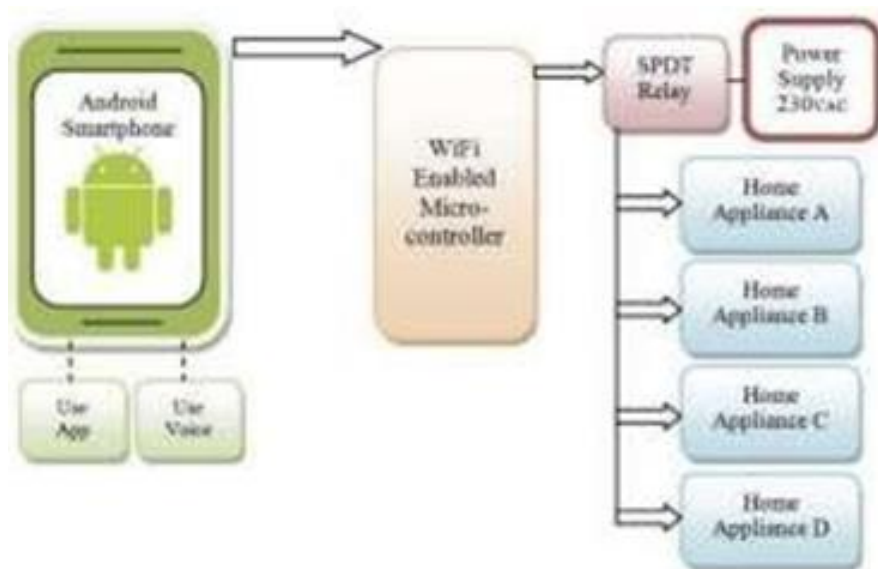 Android
Smartphone
WiFi
Enabled
Micro-
controller
SPDT
Relay
Power
Supply
230VAC
Home
Appliance A
Home
Appliance B
Home
Appliance C
Home
Appliance D
Use
App
Use
Voice